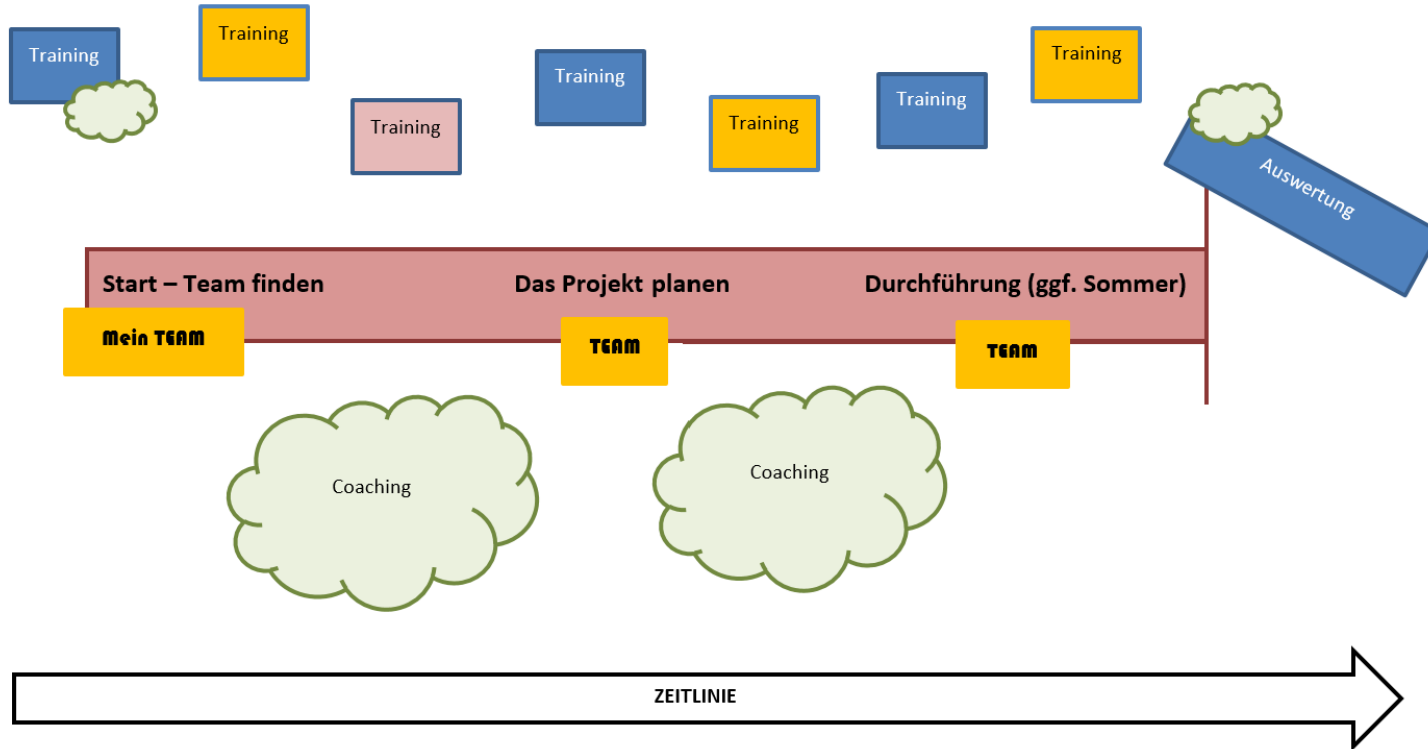 Training
Training
Training
Training
Training
Training
Training
Auswertung
Start – Team finden
Das Projekt planen
Durchführung (ggf. Sommer)
Mein TEAM
TEAM
TEAM
Coaching
Coaching
ZEITLINIE